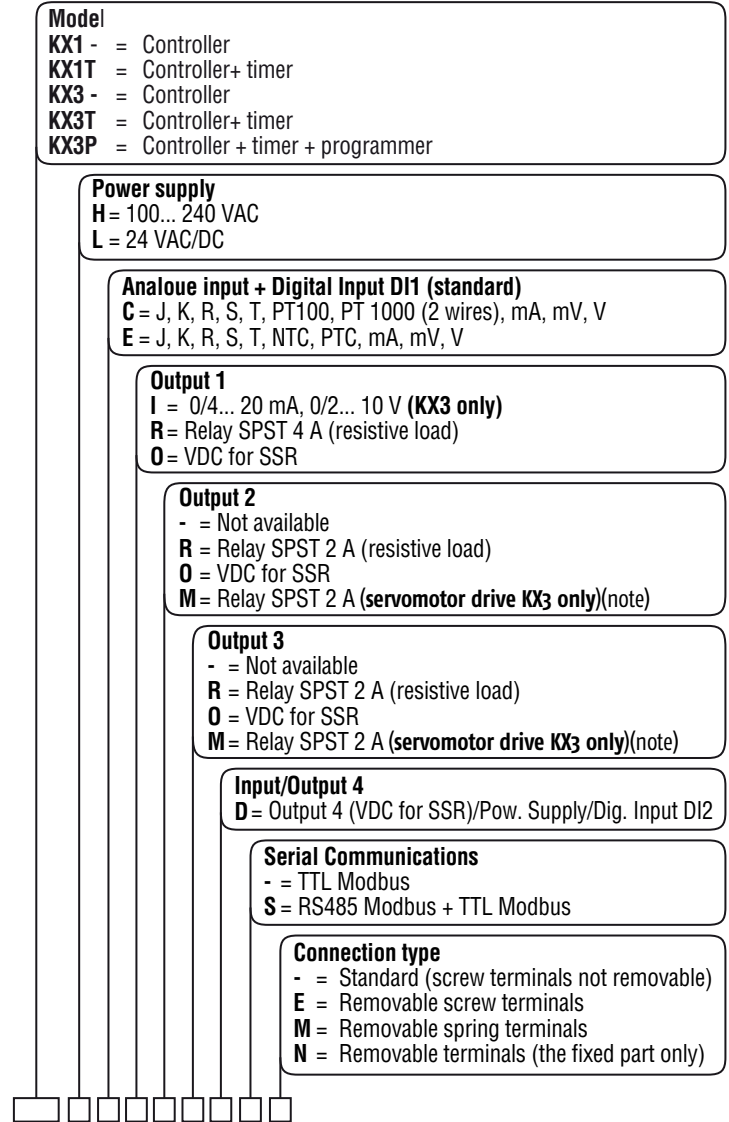 Model
KX1 - = Controller
KX1T = Controller+ timer
KX3 - = Controller
KX3T = Controller+ timer
KX3P = Controller + timer + programmer
Power supply
H = 100... 240 VAC
L = 24 VAC/DC
Analoue input + Digital Input DI1 (standard)
C = J, K, R, S, T, PT100, PT 1000 (2 wires), mA, mV, V
E = J, K, R, S, T, NTC, PTC, mA, mV, V
Output 1
I = 0/4... 20 mA, 0/2... 10 V (KX3 only)
R = Relay SPST 4 A (resistive load)
O = VDC for SSR
Output 2
- = Not available
R = Relay SPST 2 A (resistive load)
O = VDC for SSR
M = Relay SPST 2 A (servomotor drive KX3 only)(note)
Output 3
- = Not available
R = Relay SPST 2 A (resistive load)
O = VDC for SSR
M = Relay SPST 2 A (servomotor drive KX3 only)(note)
Input/Output 4
D = Output 4 (VDC for SSR)/Pow. Supply/Dig. Input DI2
Serial Communications
- = TTL Modbus
S = RS485 Modbus + TTL Modbus
Connection type
- = Standard (screw terminals not removable)
E = Removable screw terminals
M = Removable spring terminals
N = Removable terminals (the fixed part only)